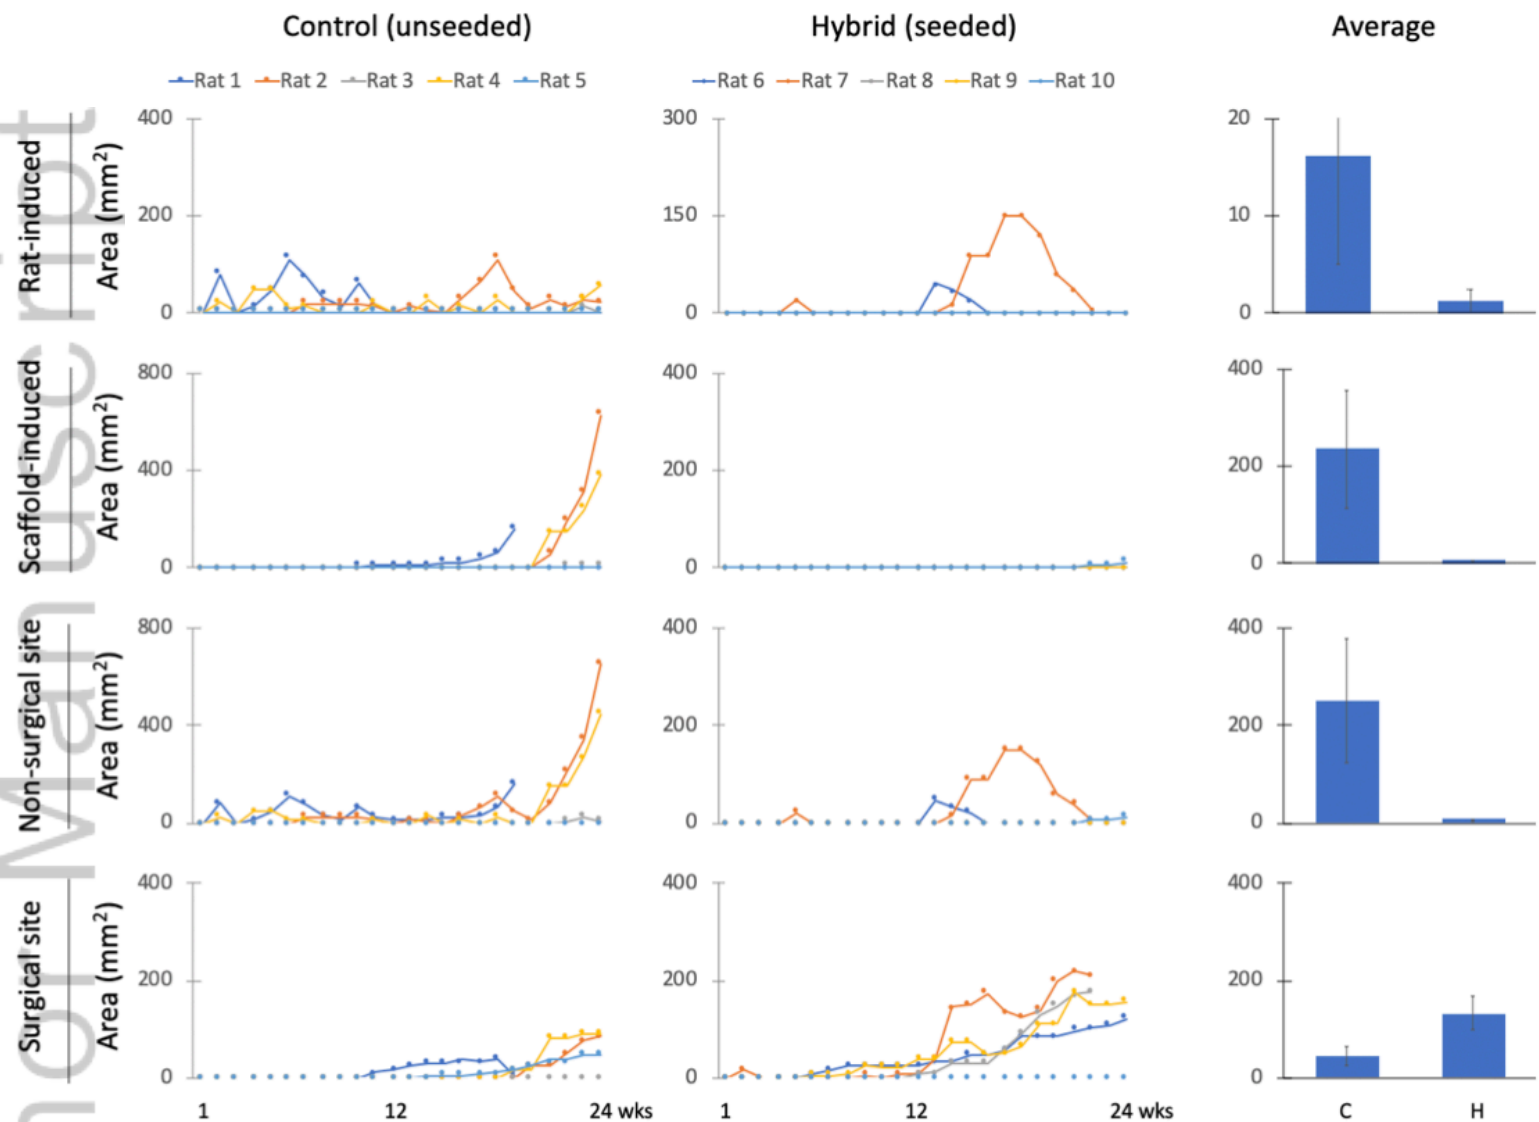 Control (unseeded)
Hybrid (seeded)
Average
Rat 1 Rat 2 Rat 3 Rat 4 Rat 5
Rat 6 Rat 7 Rat 8 Rat 9 Rat 10
Rat-induced
Area (mm²)
400
200
0
300
150
0
20
10
0
Scaffold-induced
Area (mm²)
800
400
0
400
200
0
400
200
0
Non-surgical site
Area (mm²)
800
400
0
400
200
0
400
200
0
Surgical site
Area (mm²)
400
200
0
400
200
0
400
200
0
1 12 24 wks
1 12 24 wks
C H